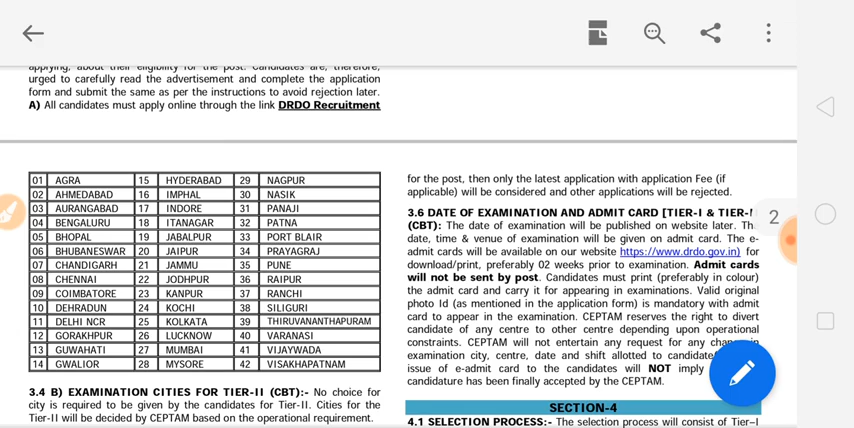 applying, about their eligibility for the post. Candidates are, therefore,
urged to carefully read the advertisement and complete the application
form and submit the same as per the instructions to avoid rejection later.
A) All candidates must apply online through the link DRDO Recruitment
01 AGRA 15 HYDERABAD 29 NAGPUR
02 AHMEDABAD 16 IMPHAL 30 NASIK
03 AURANGABAD 17 INDORE 31 PANAJI
04 BENGALURU 18 ITANAGAR 32 PATNA
05 BHOPAL 19 JABALPUR 33 PORT BLAIR
06 BHUBANESWAR 20 JAIPUR 34 PRAYAGRAJ
07 CHANDIGARH 21 JAMMU 35 PUNE
08 CHENNAI 22 JODHPUR 36 RAIPUR
09 COIMBATORE 23 KANPUR 37 RANCHI
10 DEHRADUN 24 KOCHI 38 SILIGURI
11 DELHI NCR 25 KOLKATA 39 THIRUVANANTHAPURAM
12 GORAKHPUR 26 LUCKNOW 40 VARANASI
13 GUWAHATI 27 MUMBAI 41 VIJAYWADA
14 GWALIOR 28 MYSORE 42 VISAKHAPATNAM
3.4 B) EXAMINATION CITIES FOR TIER-II (CBT):- No choice for
city is required to be given by the candidates for Tier-II. Cities for the
Tier-II will be decided by CEPTAM based on the operational requirement.
for the post, then only the latest application with application Fee (if
applicable) will be considered and other applications will be rejected.
3.6 DATE OF EXAMINATION AND ADMIT CARD [TIER-I & TIER-
(CBT): The date of examination will be published on website later. Th
date, time & venue of examination will be given on admit card. The e-
admit cards will be available on our website https://www.drdo.gov.in) for
download/print, preferably 02 weeks prior to examination. Admit cards
will not be sent by post. Candidates must print (preferably in colour)
the admit card and carry it for appearing in examinations. Valid original
photo Id (as mentioned in the application form) is mandatory with admit
card to appear in the examination. CEPTAM reserves the right to divert
candidate of any centre to other centre depending upon operational
constraints. CEPTAM will not entertain any request for any change in
examination city, centre, date and shift allotted to candidate
issue of e-admit card to the candidates will NOT imply
candidature has been finally accepted by the CEPTAM.
SECTION-4
4.1 SELECTION PROCESS:- The selection process will consist of Tier-I
2